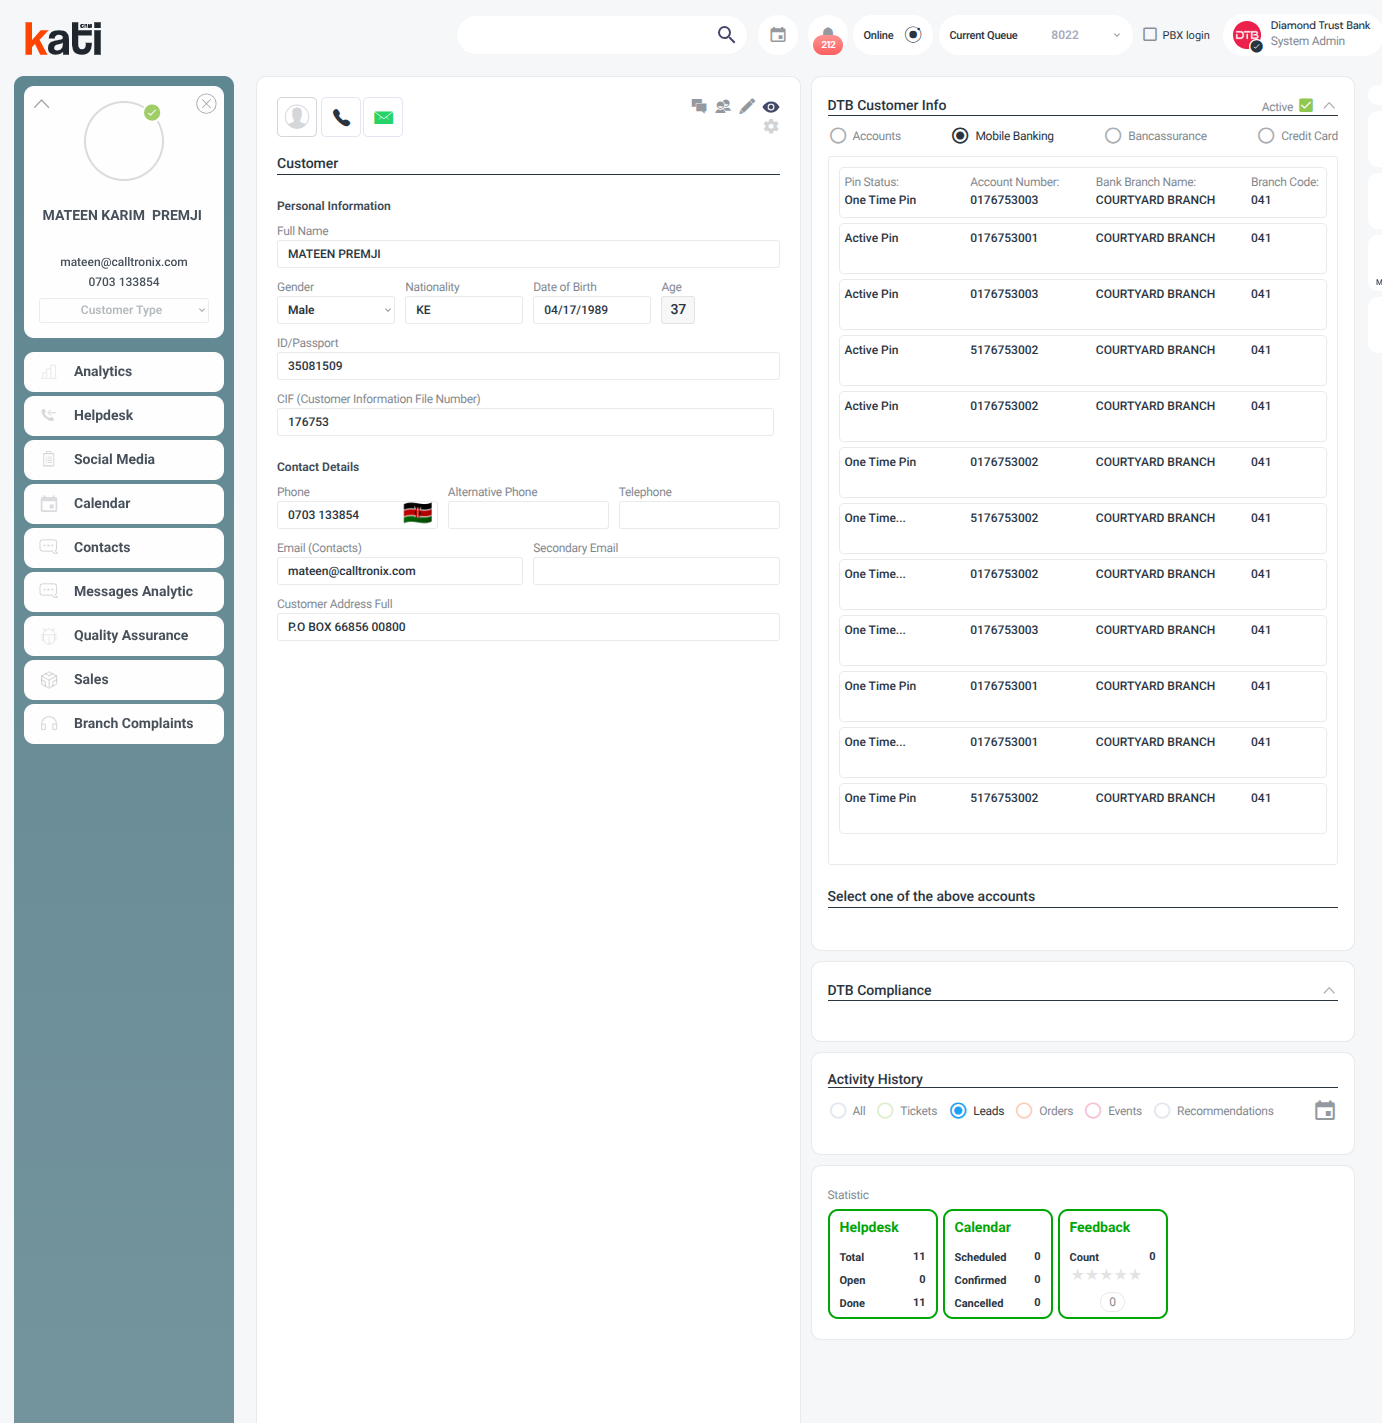 kati
CRM
212
Online
Current Queue
8022
PBX login
DTB
Diamond Trust Bank
System Admin
MATEEN KARIM PREMJI
mateen@calltronix.com
0703 133854
Customer Type
Analytics
Helpdesk
Social Media
Calendar
Contacts
Messages Analytic
Quality Assurance
Sales
Branch Complaints
Customer
Personal Information
Full Name
MATEEN PREMJI
Gender Nationality Date of Birth Age
Male KE 04/17/1989 37
ID/Passport
35081509
CIF (Customer Information File Number)
176753
Contact Details
Phone Alternative Phone Telephone
0703 133854
Email (Contacts) Secondary Email
mateen@calltronix.com
Customer Address Full
P.O BOX 66856 00800
DTB Customer Info Active
Accounts Mobile Banking Bancassurance Credit Card
Pin Status: Account Number: Bank Branch Name: Branch Code:
One Time Pin 0176753003 COURTYARD BRANCH 041
Active Pin 0176753001 COURTYARD BRANCH 041
Active Pin 0176753003 COURTYARD BRANCH 041
Active Pin 5176753002 COURTYARD BRANCH 041
Active Pin 0176753002 COURTYARD BRANCH 041
One Time Pin 0176753002 COURTYARD BRANCH 041
One Time... 5176753002 COURTYARD BRANCH 041
One Time... 0176753002 COURTYARD BRANCH 041
One Time... 0176753003 COURTYARD BRANCH 041
One Time Pin 0176753001 COURTYARD BRANCH 041
One Time... 0176753001 COURTYARD BRANCH 041
One Time Pin 5176753002 COURTYARD BRANCH 041
Select one of the above accounts
DTB Compliance
Activity History
All Tickets Leads Orders Events Recommendations
Statistic
Helpdesk
Total 11
Open 0
Done 11
Calendar
Scheduled 0
Confirmed 0
Cancelled 0
Feedback
Count 0
0
M